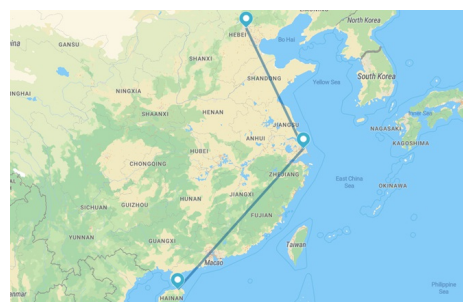 North Korea
HEBEI
Bo Hai
GANSU
SHANXI
SHANDONG
South Korea
Yellow Sea
NINGXIA
SHAANXI
HENAN
JIANGSU
NAGASAKI
KAGOSHIMA
ANHUI
HUBEI
CHONGQING
ZHEJIANG
East China
Sea
OKINAWA
SICHUAN
GUIZHOU
HUNAN
JIANGXI
FUJIAN
YUNNAN
GUANGXI
Taiwan
Macao
Philippine
Sea
HAINAN